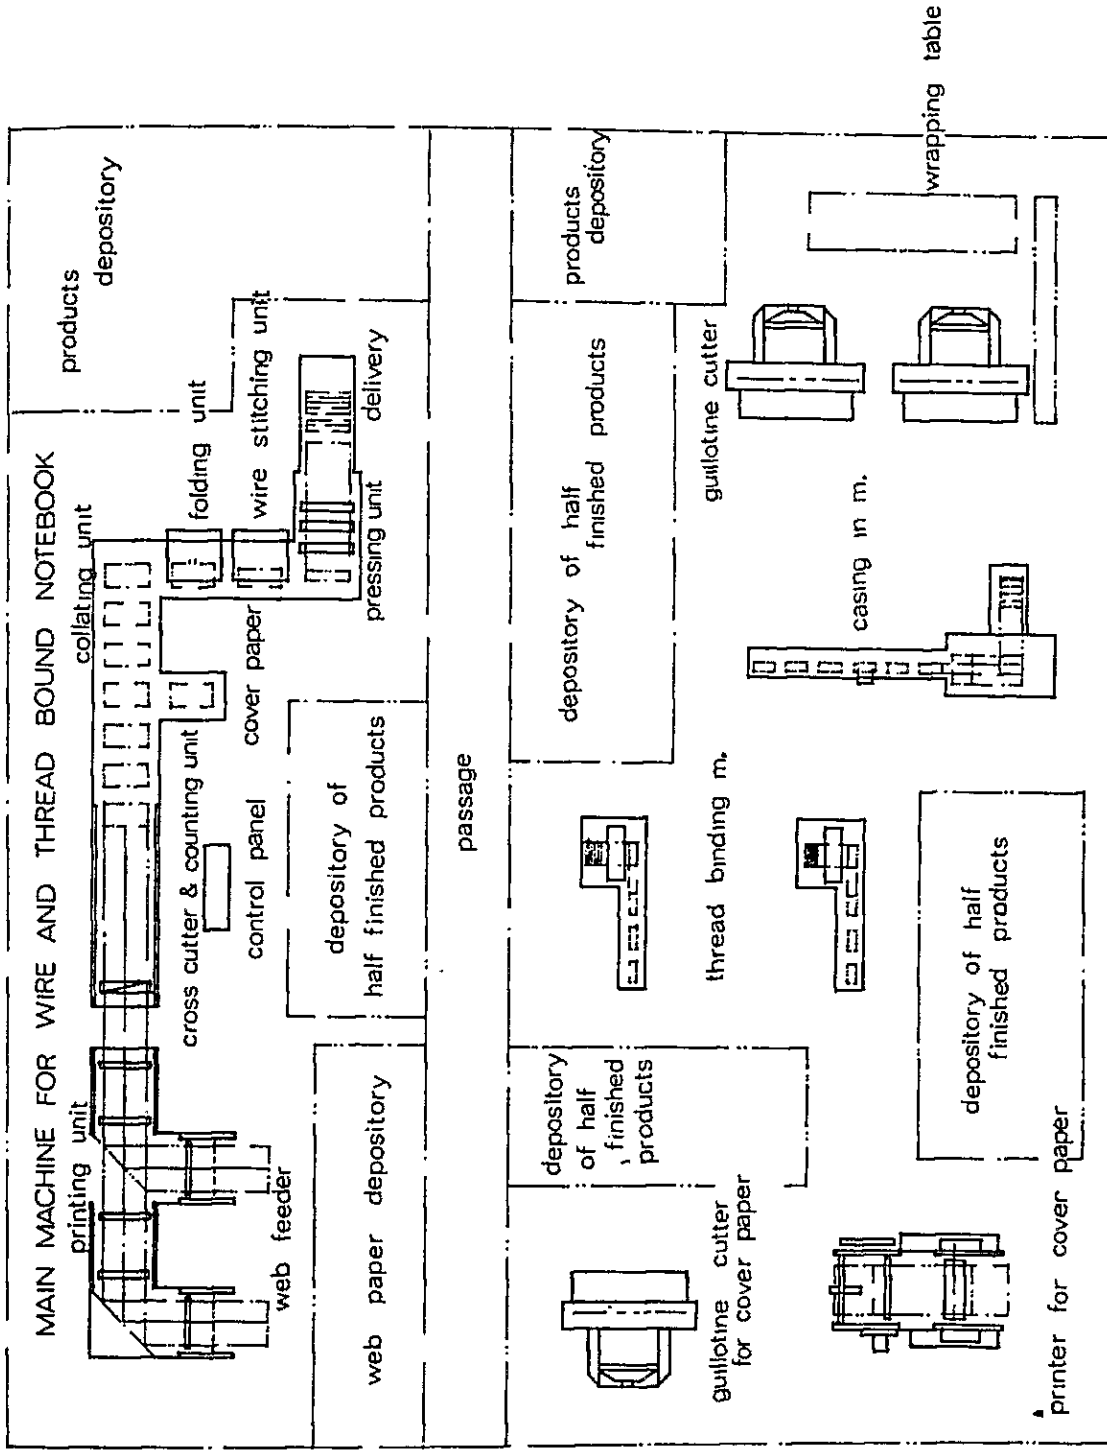 MAIN MACHINE FOR WIRE AND THREAD BOUND NOTEBOOK
printing unit
collating unit
products
depository
folding unit
wire stitching unit
cross cutter & counting unit
cover paper
control panel
web feeder
pressing unit
delivery
depository of
half finished products
web paper depository
passage
depository
of half
finished
products
depository of half
finished products
products
depository
guillotine cutter
for cover paper
thread binding m.
casing in m.
guillotine cutter
wrapping table
depository of half
finished products
printer for cover paper